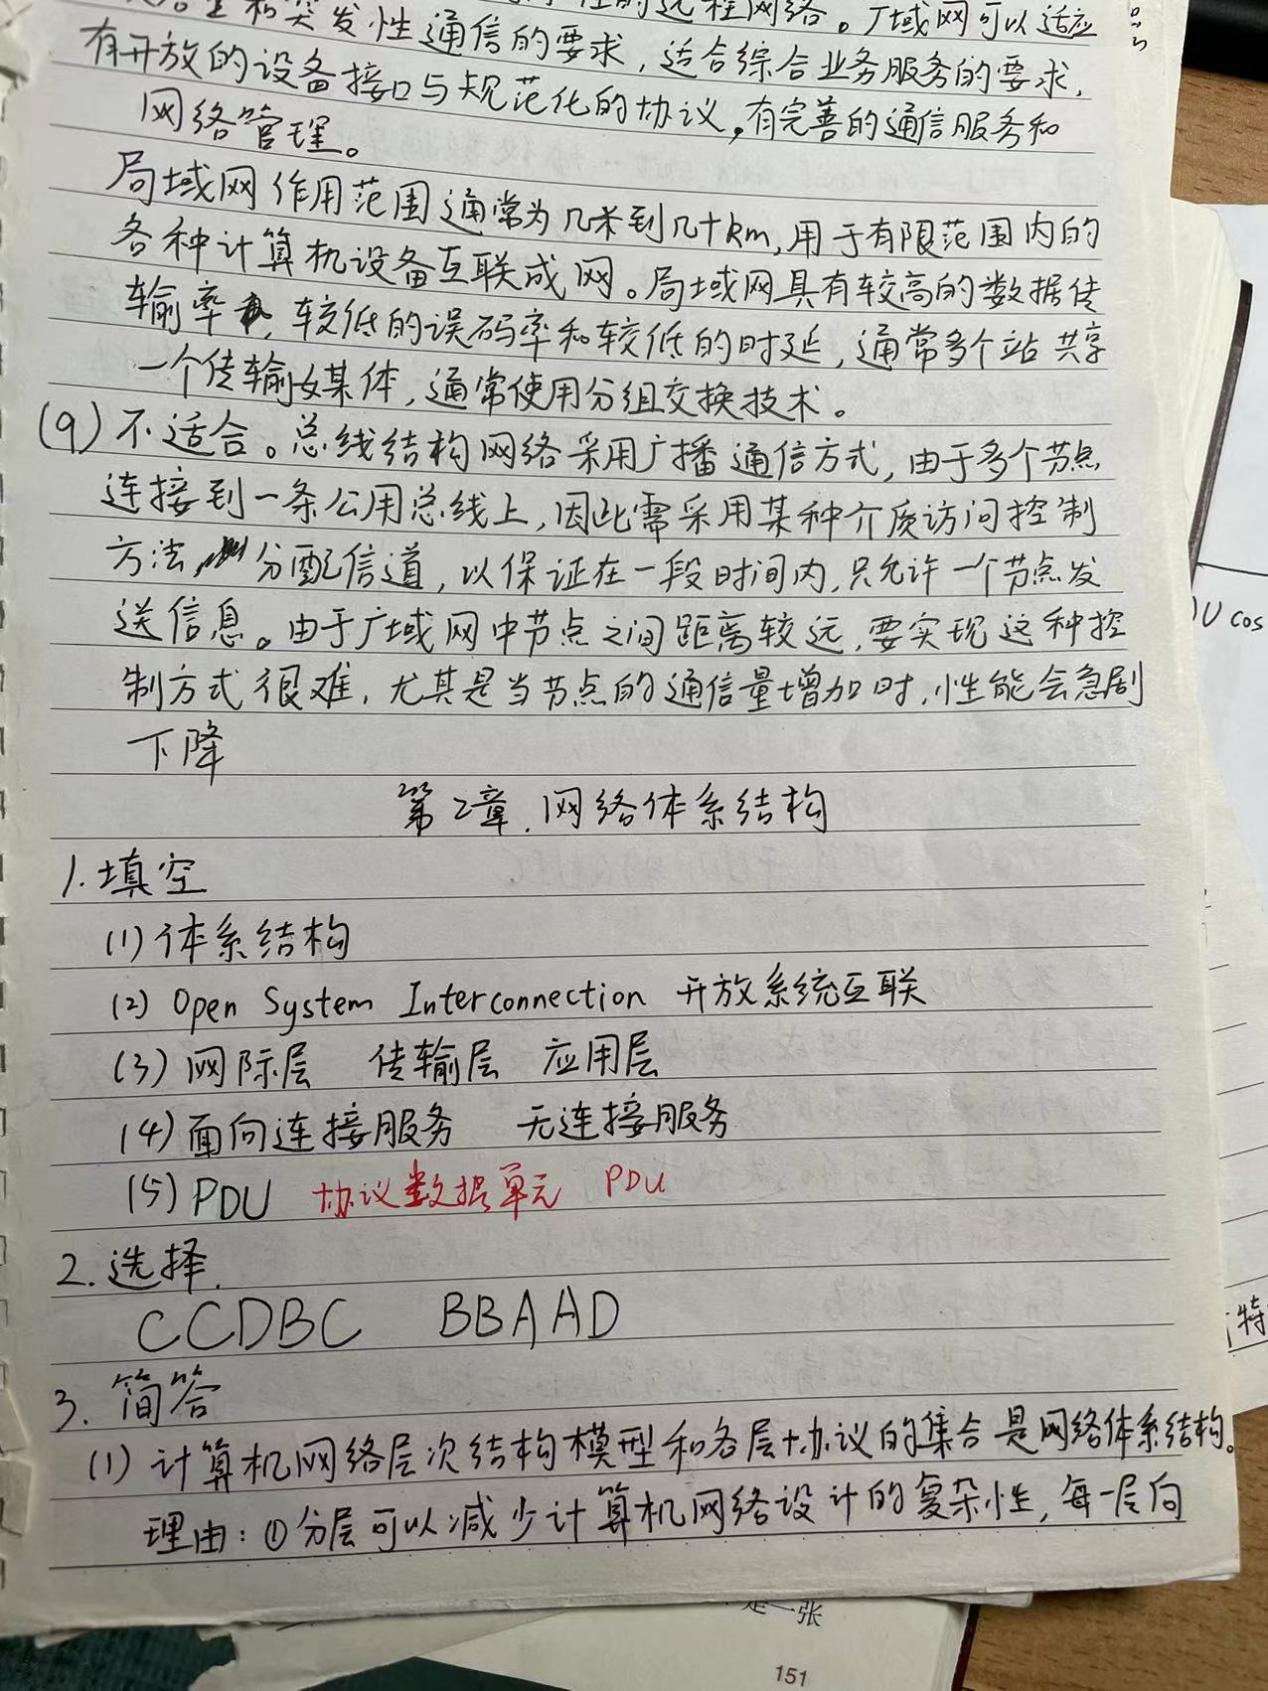 和突发性通信的要求，适合综合业务服务的要求，
的远程网络。广域网可以适应
有开放的设备接口与规范化的协议，有完善的通信服务和
网络管理。
局域网作用范围通常为几米到几十km，用于有限范围内的
各种计算机设备互联成网。局域网具有较高的数据传
输率，较低的误码率和较低的时延，通常多个站共享
一个传输媒体，通常使用分组交换技术。
(9)不适合。总线结构网络采用广播通信方式，由于多个节点
连接到一条公用总线上，因此需采用某种介质访问控制
方法，分配信道，以保证在一段时间内，只允许一个节点发
送信息。由于广域网中节点之间距离较远，要实现这种控
制方式很难，尤其是当节点的通信量增加时，性能会急剧
下降
第2章.网络体系结构
1.填空
(1)体系结构
(2) Open System Interconnection 开放系统互联
(3)网际层 传输层 应用层
(4)面向连接服务 无连接服务
(5)PDU 协议数据单元 PDU
2.选择.
CCDBC BBAAD
3.简答
(1)计算机网络层次结构模型和各层协议的集合是网络体系结构。
理由：①分层可以减少计算机网络设计的复杂性，每一层向
U cos
特
是一张
151